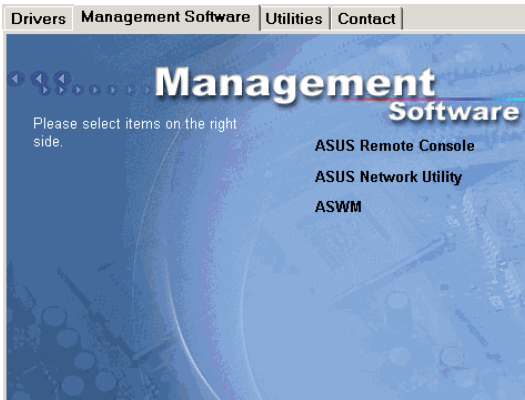 Drivers Management Software Utilities Contact
Management
Software
Please select items on the right
side.
ASUS Remote Console
ASUS Network Utility
ASWM